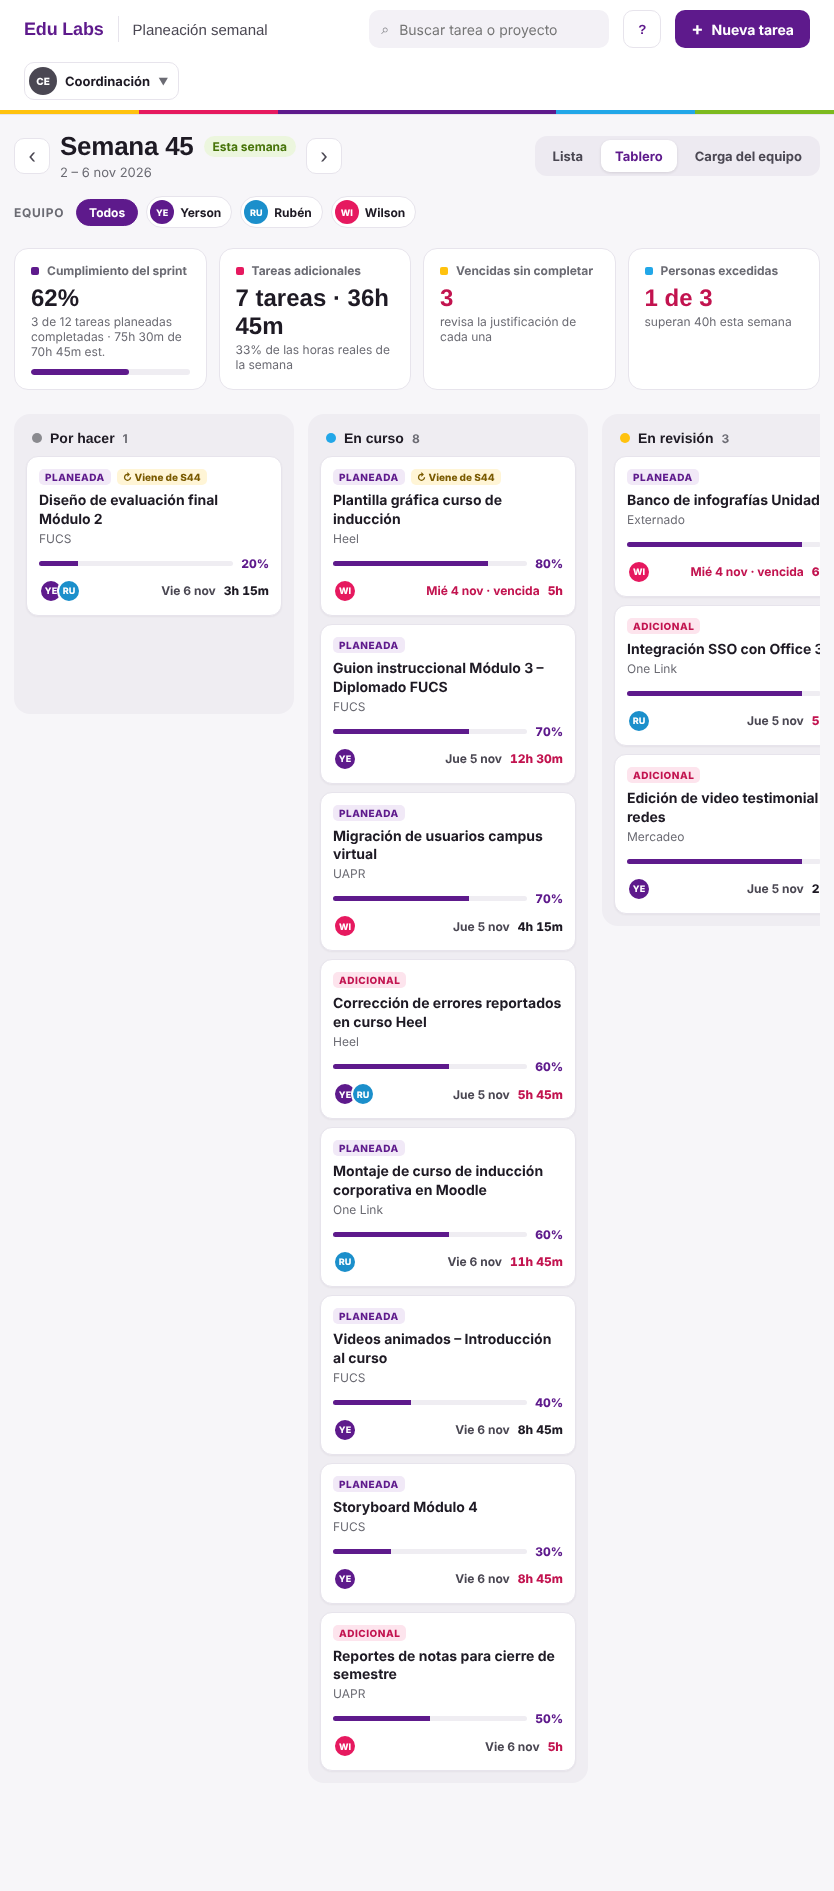 Edu Labs
Planeación semanal
Buscar tarea o proyecto
?
+ Nueva tarea
CE Coordinación ▼
‹
Semana 45
Esta semana
2 – 6 nov 2026
›
Lista
Tablero
Carga del equipo
EQUIPO
Todos
YE Yerson
RU Rubén
WI Wilson
Cumplimiento del sprint
62%
3 de 12 tareas planeadas
completadas · 75h 30m de
70h 45m est.
Tareas adicionales
7 tareas · 36h
45m
33% de las horas reales de
la semana
Vencidas sin completar
3
revisa la justificación de
cada una
Personas excedidas
1 de 3
superan 40h esta semana
Por hacer 1
PLANEADA ↻ Viene de S44
Diseño de evaluación final
Módulo 2
FUCS
20%
YE RU Vie 6 nov 3h 15m
En curso 8
PLANEADA ↻ Viene de S44
Plantilla gráfica curso de
inducción
Heel
80%
WI Mié 4 nov · vencida 5h
PLANEADA
Guion instruccional Módulo 3 –
Diplomado FUCS
FUCS
70%
YE Jue 5 nov 12h 30m
PLANEADA
Migración de usuarios campus
virtual
UAPR
70%
WI Jue 5 nov 4h 15m
ADICIONAL
Corrección de errores reportados
en curso Heel
Heel
60%
YE RU Jue 5 nov 5h 45m
PLANEADA
Montaje de curso de inducción
corporativa en Moodle
One Link
60%
RU Vie 6 nov 11h 45m
PLANEADA
Videos animados – Introducción
al curso
FUCS
40%
YE Vie 6 nov 8h 45m
PLANEADA
Storyboard Módulo 4
FUCS
30%
YE Vie 6 nov 8h 45m
ADICIONAL
Reportes de notas para cierre de
semestre
UAPR
50%
WI Vie 6 nov 5h
En revisión 3
PLANEADA
Banco de infografías Unidad
Externado
WI Mié 4 nov · vencida 6
ADICIONAL
Integración SSO con Office 3
One Link
RU Jue 5 nov 5
ADICIONAL
Edición de video testimonial
redes
Mercadeo
YE Jue 5 nov 2